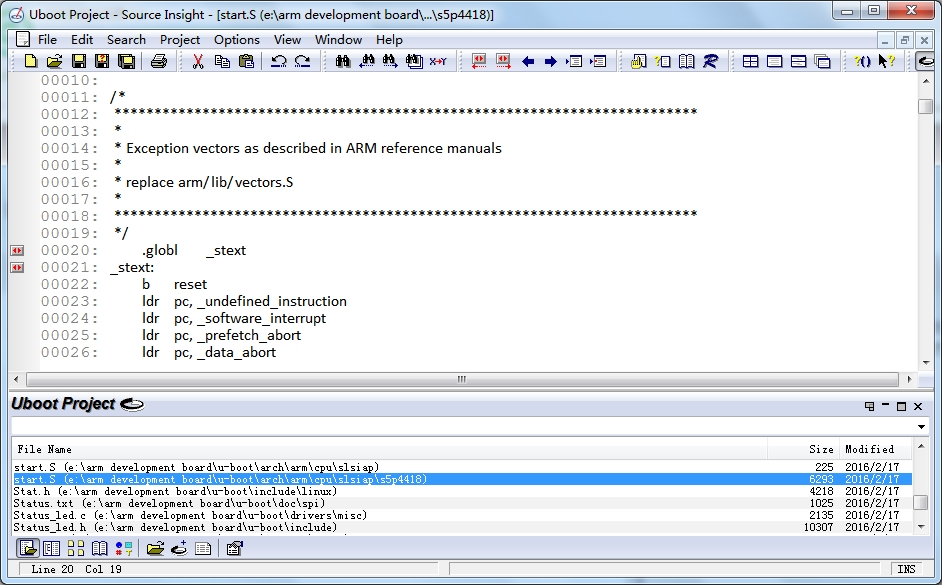 Uboot Project - Source Insight - [start.S (e:\arm development board\...\s5p4418)]
File Edit Search Project Options View Window Help
00010:
00011: /*
00012: *************************************************************************
00013: *
00014: * Exception vectors as described in ARM reference manuals
00015: *
00016: * replace arm/lib/vectors.S
00017: *
00018: *************************************************************************
00019: */
00020: .globl _stext
00021: _stext:
00022: b reset
00023: ldr pc, _undefined_instruction
00024: ldr pc, _software_interrupt
00025: ldr pc, _prefetch_abort
00026: ldr pc, _data_abort
Uboot Project
File Name Size Modified
start.S (e:\arm development board\u-boot\arch\arm\cpu\slsiap) 225 2016/2/17
start.S (e:\arm development board\u-boot\arch\arm\cpu\slsiap\s5p4418) 6293 2016/2/17
Stat.h (e:\arm development board\u-boot\include\linux) 4218 2016/2/17
Status.txt (e:\arm development board\u-boot\doc\spi) 1025 2016/2/17
Status_led.c (e:\arm development board\u-boot\drivers\misc) 2135 2016/2/17
Status_led.h (e:\arm development board\u-boot\include) 10307 2016/2/17
Line 20 Col 19 INS